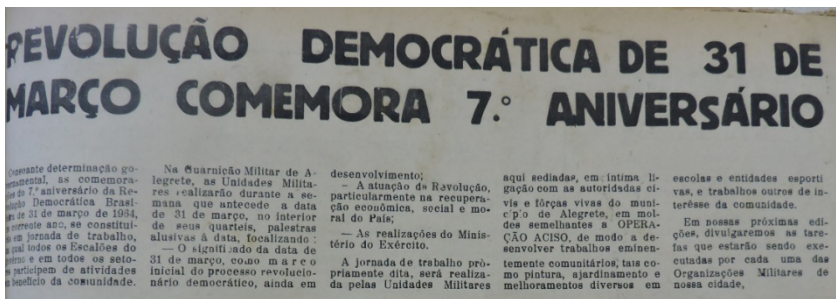 REVOLUÇÃO DEMOCRÁTICA DE 31 DE
MARÇO COMEMORA 7.º ANIVERSÁRIO
Consoante determinação go-
vernamental, as comemora-
ções do 7.º aniversário da Re-
volução Democrática Brasi-
de 31 de março de 1964,
corrente ano, se constitui-
em jornada de trabalho,
qual todos os Escalões do
e em todos os seto-
participem de atividades
beneficio da comunidade.
Na Guarnição Militar de A-
legrete, as Unidades Milita-
res realizarão durante a se-
mana que antecede a data
de 31 de março, no interior
de seus quarteis, palestras
alusivas à data, focalizando :
— O significado da data de
31 de março, como marco
inicial do processo revolucio-
nário democrático, ainda em
desenvolvimento;
— A atuação da Revolução,
particularmente na recupera-
ção econômica, social e mo-
ral do País;
— As realizações do Minis-
tério do Exército.
A jornada de trabalho prò-
priamente dita, será realiza-
da pelas Unidades Militares
aqui sediadas, em íntima li-
gação com as autoridadas ci-
vis e fôrças vivas do muni-
cípio de Alegrete, em mol-
des semelhantes a OPERA-
ÇÃO ACISO, de modo a de-
senvolver trabalhos eminen-
temente comunitários, tais co-
mo pintura, ajardinamento e
melhoramentos diversos em
escolas e entidades esporti
vas, e trabalhos outros de in-
terêsse da comunidade.
Em nossas próximas edi-
ções, divulgaremos as tare-
fas que estarão sendo exe-
cutadas por cada uma das
Organizações Militares de
nossa cidade,